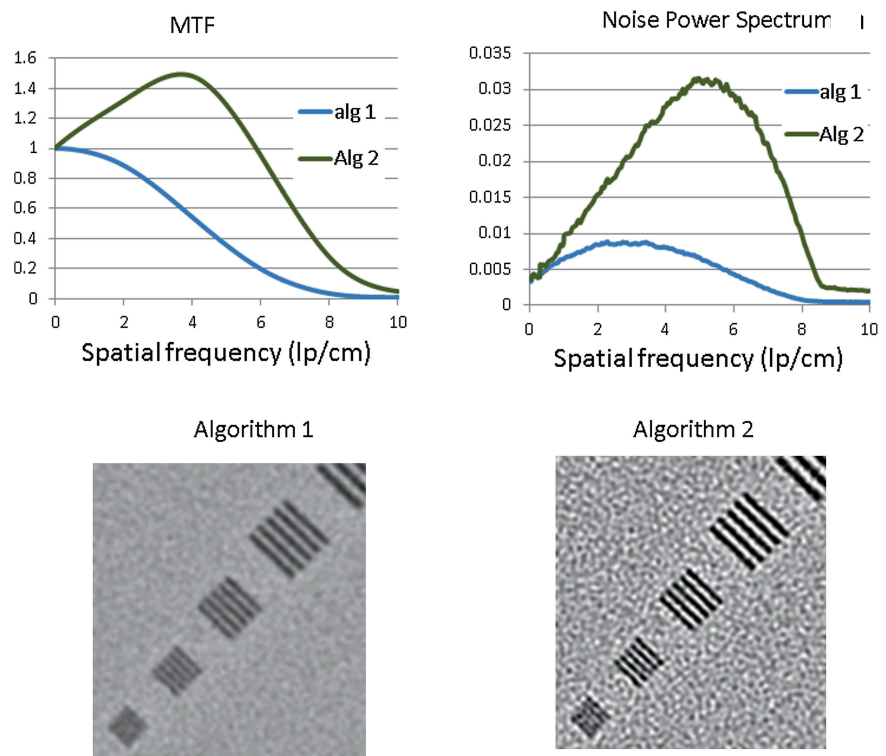 MTF
1.6
1.4
1.2
1
0.8
0.6
0.4
0.2
0
0 2 4 6 8 10
alg 1
Alg 2
Spatial frequency (lp/cm)
Noise Power Spectrum
0.035
0.03
0.025
0.02
0.015
0.01
0.005
0
0 2 4 6 8 10
alg 1
Alg 2
Spatial frequency (lp/cm)
Algorithm 1
Algorithm 2